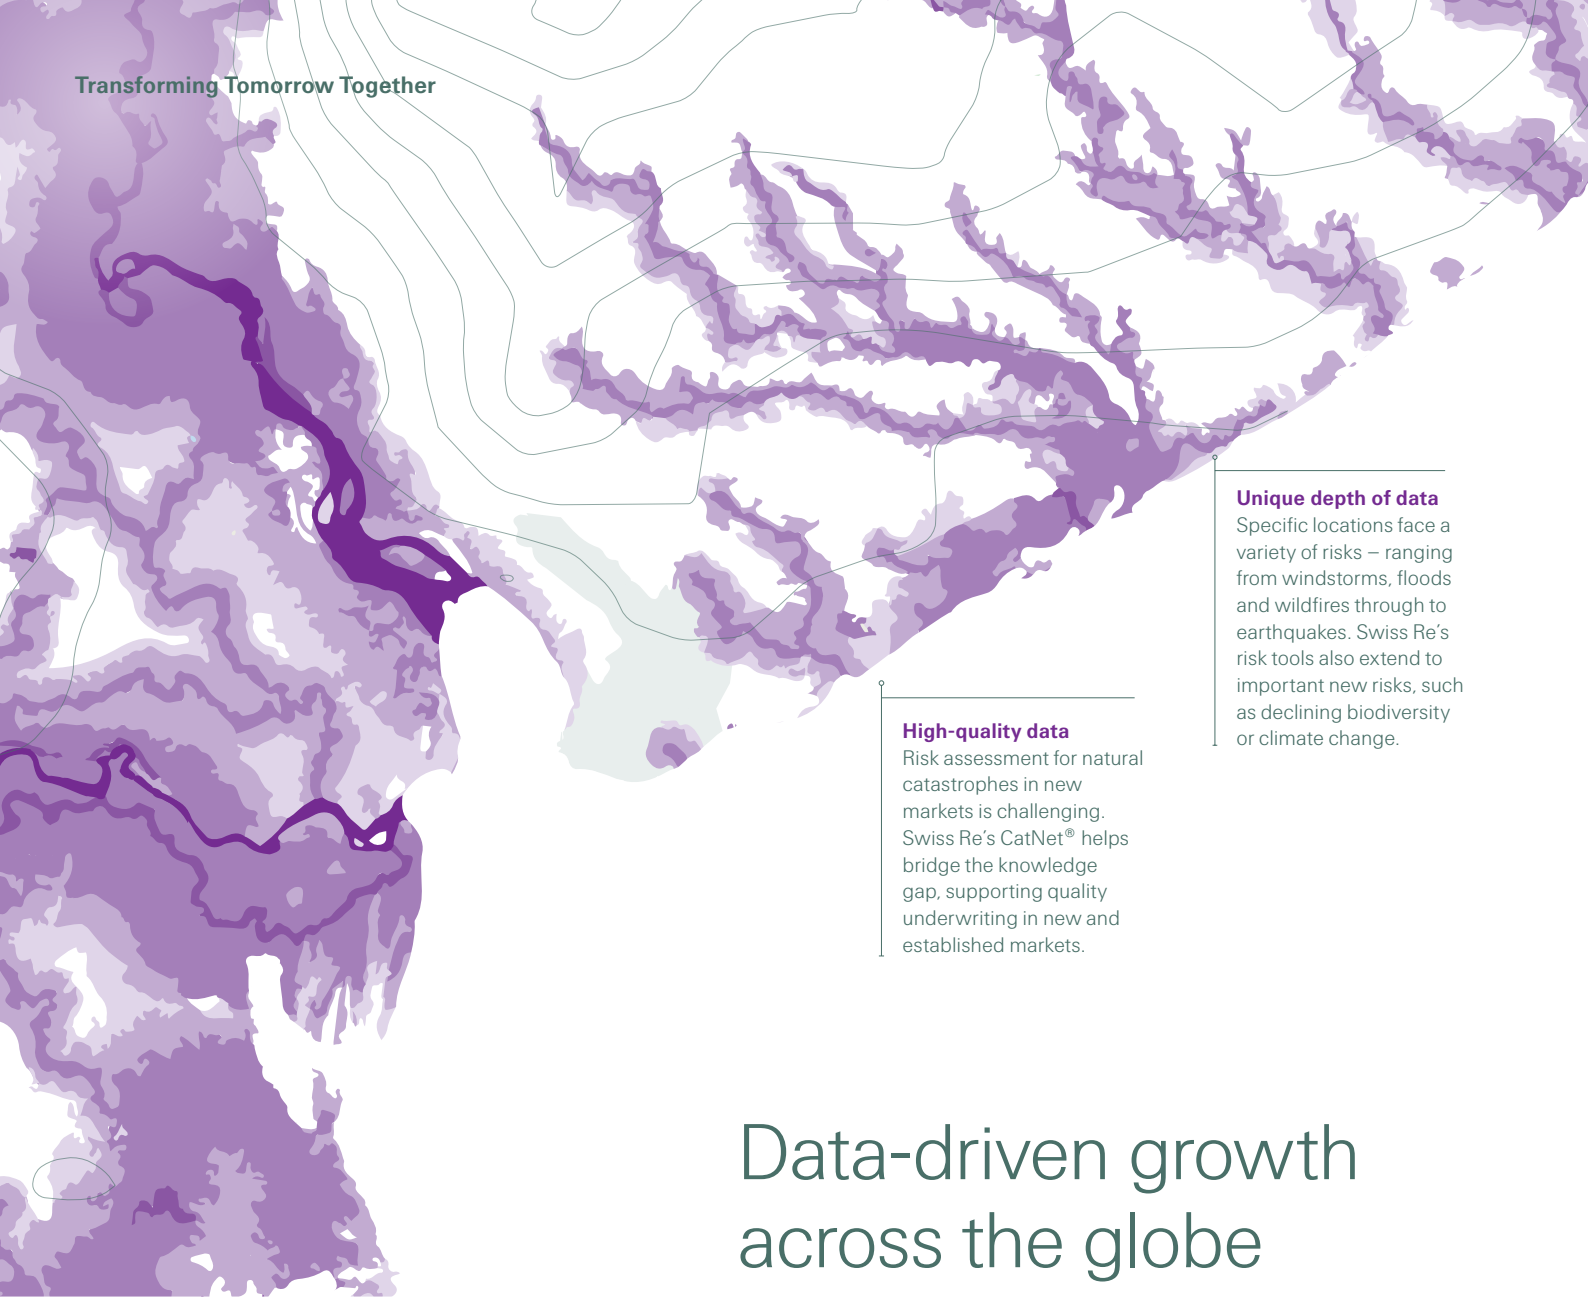 Transforming Tomorrow Together
Unique depth of data
Specific locations face a
variety of risks – ranging
from windstorms, floods
and wildfires through to
earthquakes. Swiss Re’s
risk tools also extend to
important new risks, such
as declining biodiversity
or climate change.
High-quality data
Risk assessment for natural
catastrophes in new
markets is challenging.
Swiss Re’s CatNet® helps
bridge the knowledge
gap, supporting quality
underwriting in new and
established markets.
Data-driven growth
across the globe